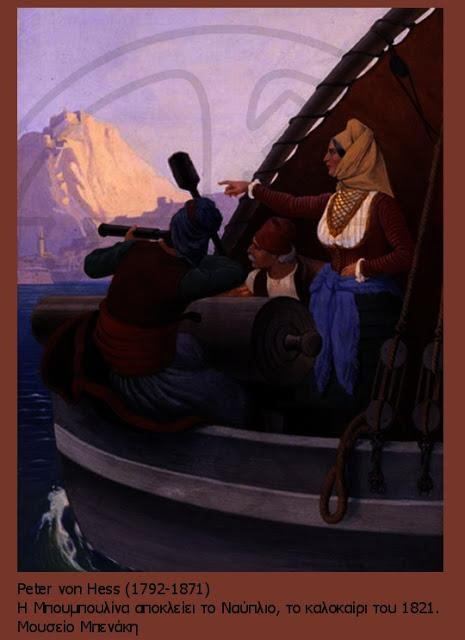 Peter von Hess (1792-1871)
Η Μπουμπουλίνα αποκλείει το Ναύπλιο, το καλοκαίρι του 1821.
Μουσείο Μπενάκη